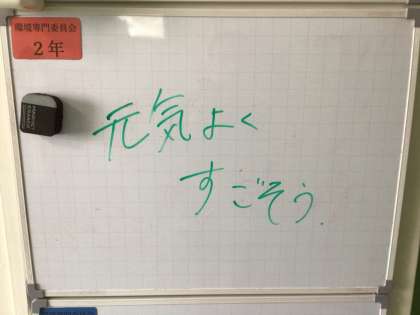 環境専門委員会
2年
元気よく
すごそう.